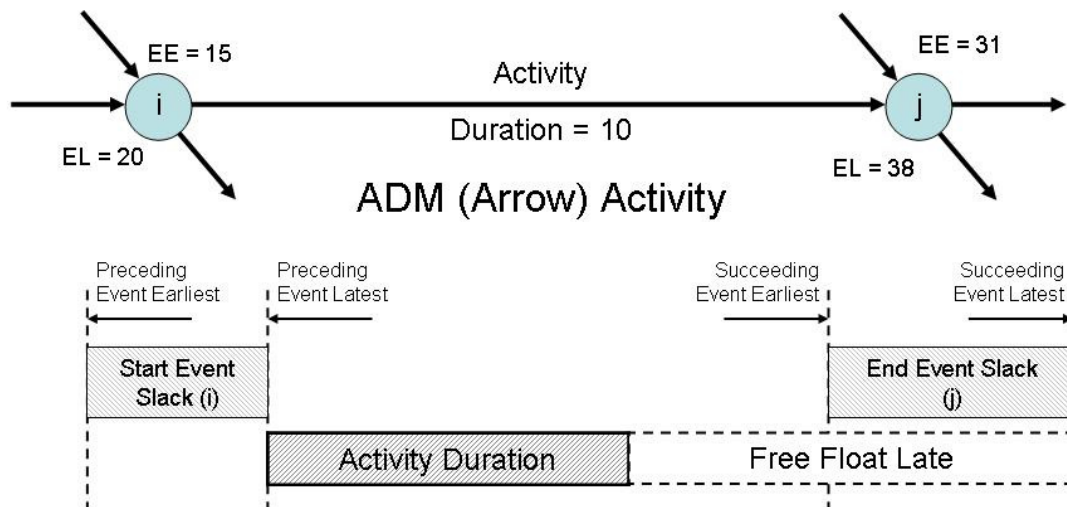 EE = 15
EE = 31
Activity
i
j
Duration = 10
EL = 20
EL = 38
ADM (Arrow) Activity
Preceding
Event Earliest
Preceding
Event Latest
Succeeding
Event Earliest
Succeeding
Event Latest
Start Event
Slack (i)
End Event Slack
(j)
Activity Duration
Free Float Late